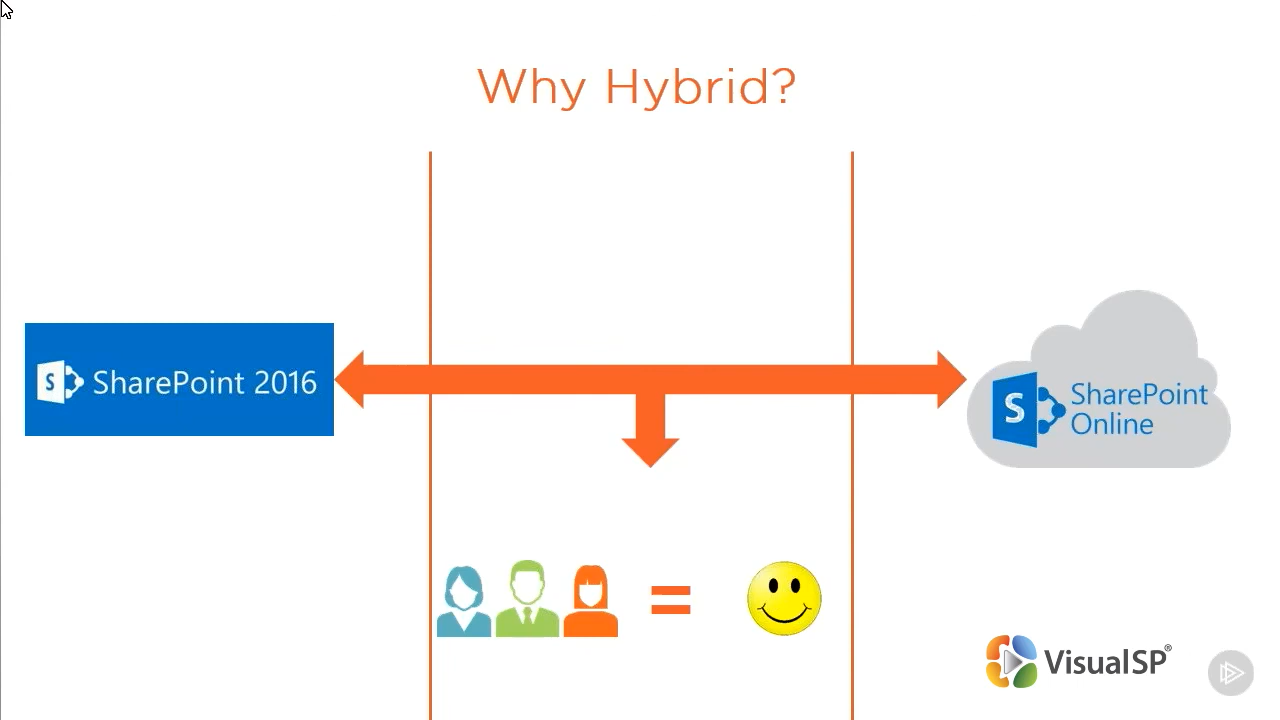 Why Hybrid?
S
SharePoint 2016
S
SharePoint
Online
=
VisualSP®